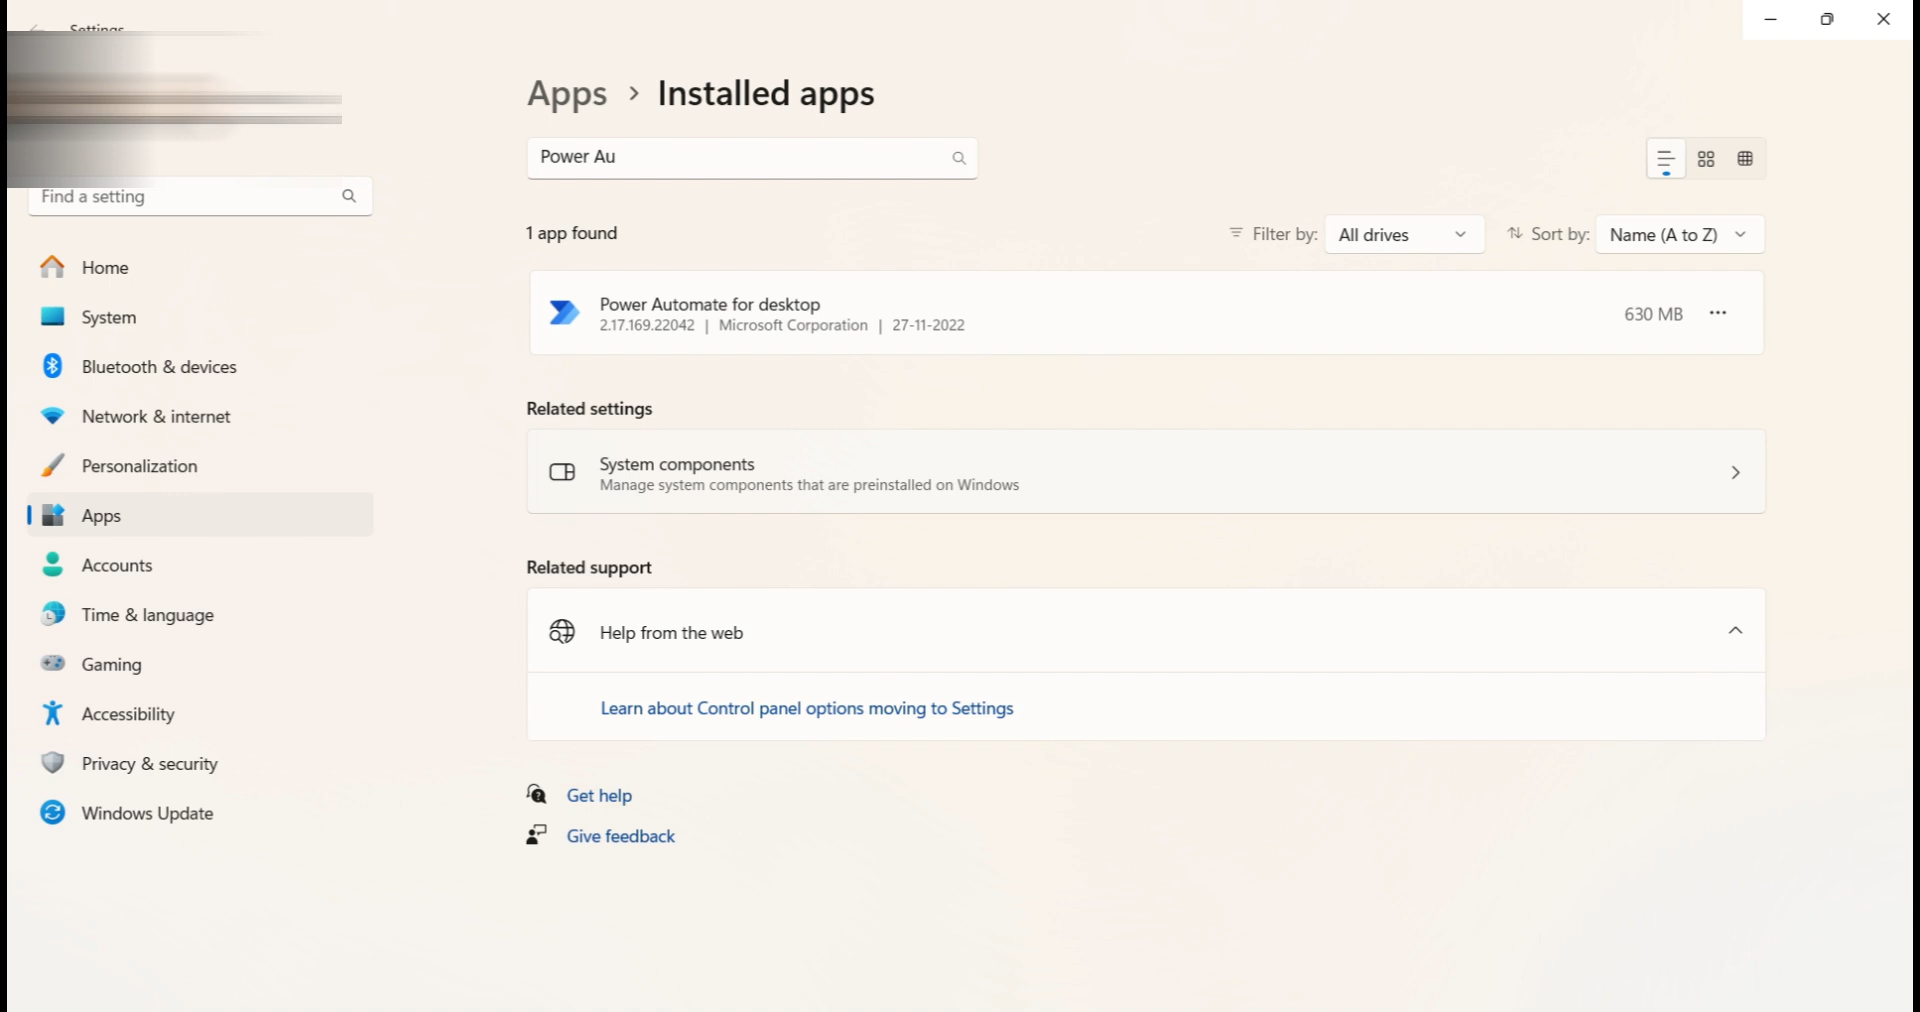 Settings
Find a setting
Home
System
Bluetooth & devices
Network & internet
Personalization
Apps
Accounts
Time & language
Gaming
Accessibility
Privacy & security
Windows Update
Apps > Installed apps
Power Au
1 app found
Filter by: All drives
Sort by: Name (A to Z)
Power Automate for desktop
2.17.169.22042 | Microsoft Corporation | 27-11-2022
630 MB
Related settings
System components
Manage system components that are preinstalled on Windows
Related support
Help from the web
Learn about Control panel options moving to Settings
Get help
Give feedback